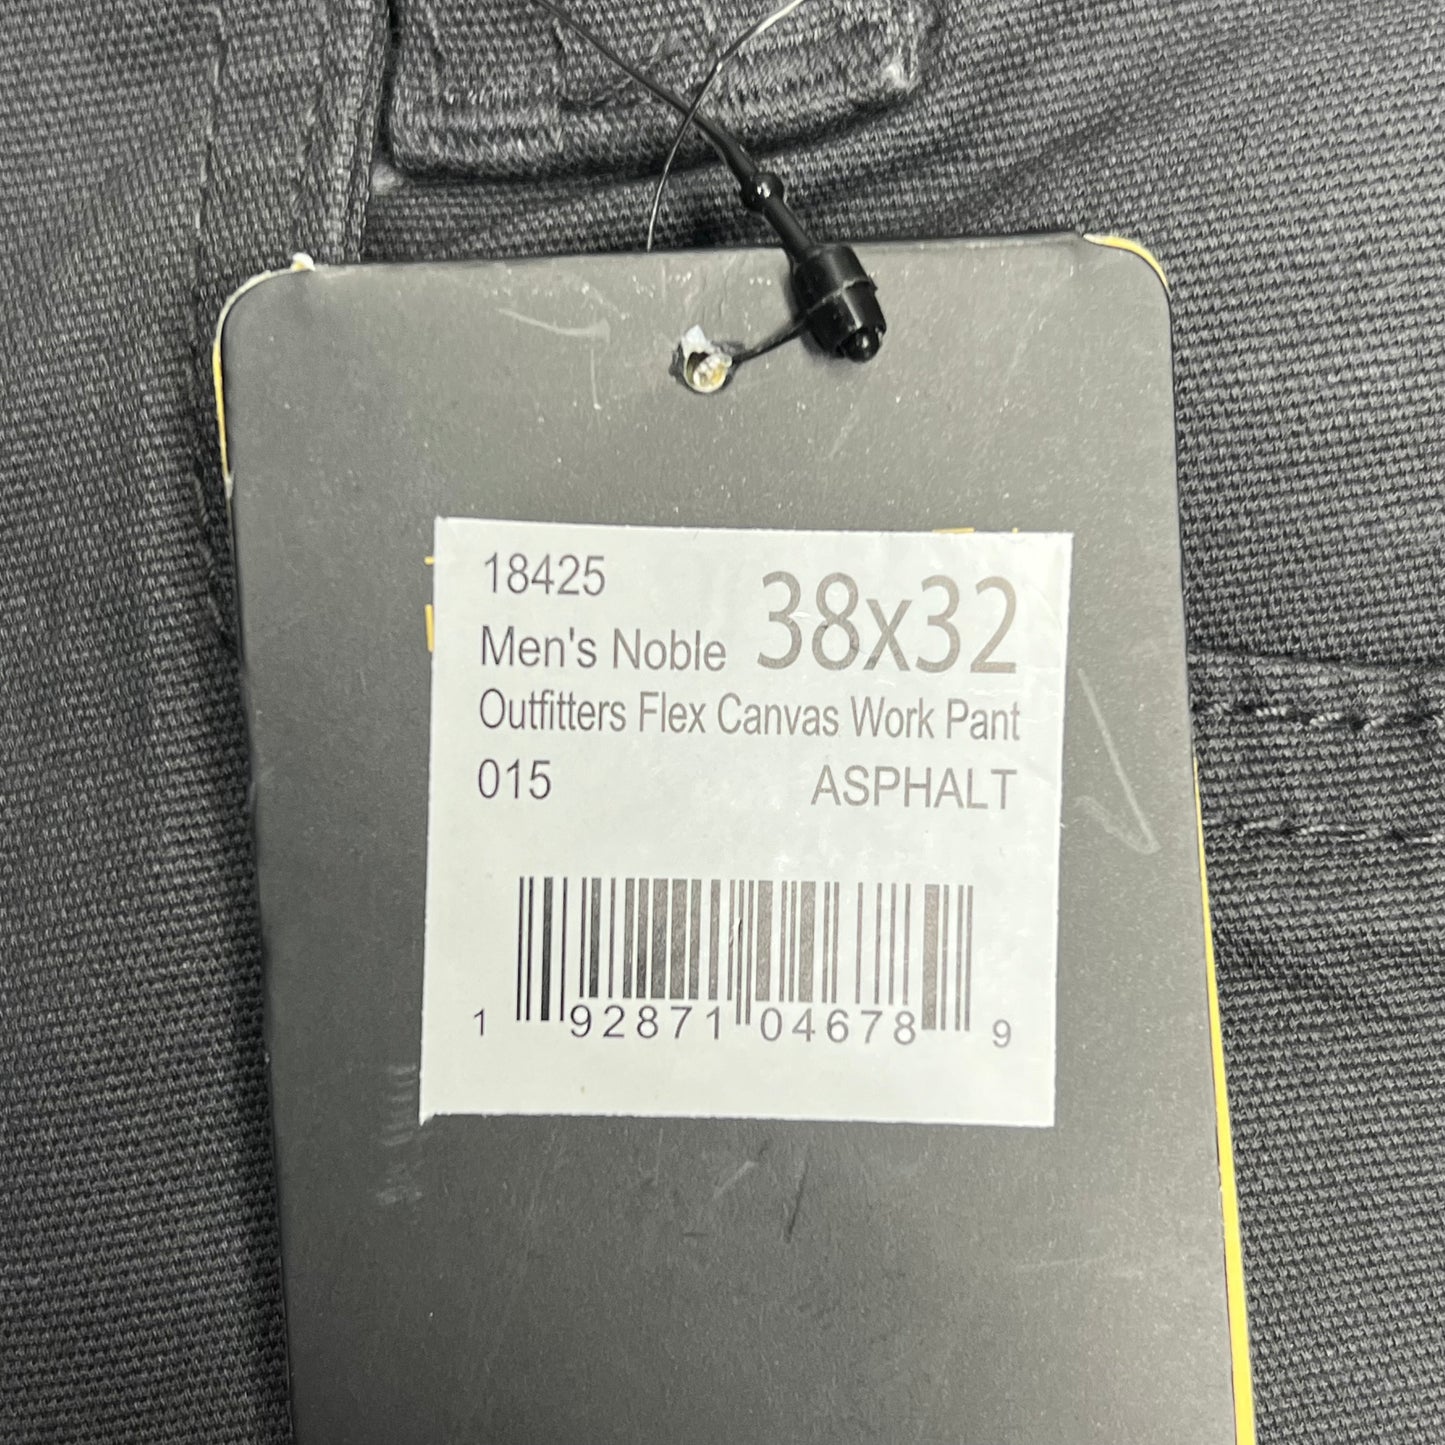 18425
38x32
Men's Noble
Outfitters Flex Canvas Work Pant
015 ASPHALT
1 92871 04678 9